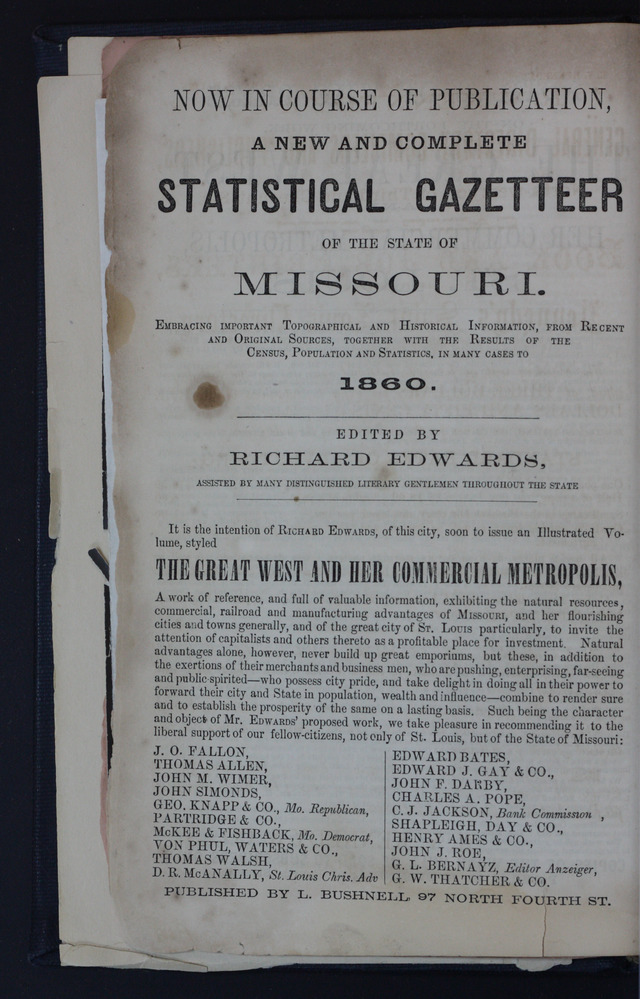 NOW IN COURSE OF PUBLICATION,
A NEW AND COMPLETE
STATISTICAL GAZETTEER
OF THE STATE OF
MISSOURI.
EMBRACING IMPORTANT TOPOGRAPHICAL AND HISTORICAL INFORMATION, FROM RECENT
AND ORIGINAL SOURCES, TOGETHER WITH THE RESULTS OF THE
CENSUS, POPULATION AND STATISTICS, IN MANY CASES TO
1860.
EDITED BY
RICHARD EDWARDS,
ASSISTED BY MANY DISTINGUISHED LITERARY GENTLEMEN THROUGHOUT THE STATE
It is the intention of RICHARD EDWARDS, of this city, soon to issue an Illustrated Vo-
lume, styled
THE GREAT WEST AND HER COMMERCIAL METROPOLIS,
A work of reference, and full of valuable information, exhibiting the natural resources,
commercial, railroad and manufacturing advantages of MISSOURI, and her flourishing
cities and towns generally, and of the great city of ST. LOUIS particularly, to invite the
attention of capitalists and others thereto as a profitable place for investment. Natural
advantages alone, however, never build up great emporiums, but these, in addition to
the exertions of their merchants and business men, who are pushing, enterprising, far-seeing
and public spirited—who possess city pride, and take delight in doing all in their power to
forward their city and State in population, wealth and influence—combine to render sure
and to establish the prosperity of the same on a lasting basis. Such being the character
and object of Mr. EDWARDS' proposed work, we take pleasure in recommending it to the
liberal support of our fellow-citizens, not only of St. Louis, but of the State of Missouri:
J. O. FALLON,
THOMAS ALLEN,
JOHN M. WIMER,
JOHN SIMONDS,
GEO. KNAPP & CO., Mo. Republican,
PARTRIDGE & CO.,
McKEE & FISHBACK, Mo. Democrat,
VON PHUL, WATERS & CO.,
THOMAS WALSH,
D. R. McANALLY, St. Louis Chris. Adv
EDWARD BATES,
EDWARD J. GAY & CO.,
JOHN F. DARBY,
CHARLES A. POPE,
C. J. JACKSON, Bank Commission ,
SHAPLEIGH, DAY & CO.,
HENRY AMES & CO.,
JOHN J. ROE,
G. L. BERNAYZ, Editor Anzeiger,
G. W. THATCHER & CO.
PUBLISHED BY L. BUSHNELL, 97 NORTH FOURTH ST.